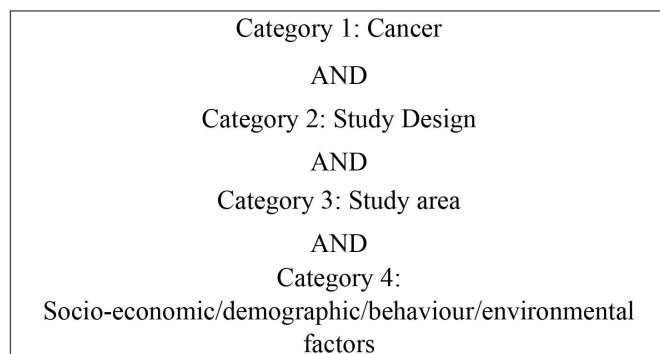 Category 1: Cancer
AND
Category 2: Study Design
AND
Category 3: Study area
AND
Category 4:
Socio-economic/demographic/behaviour/environmental
factors